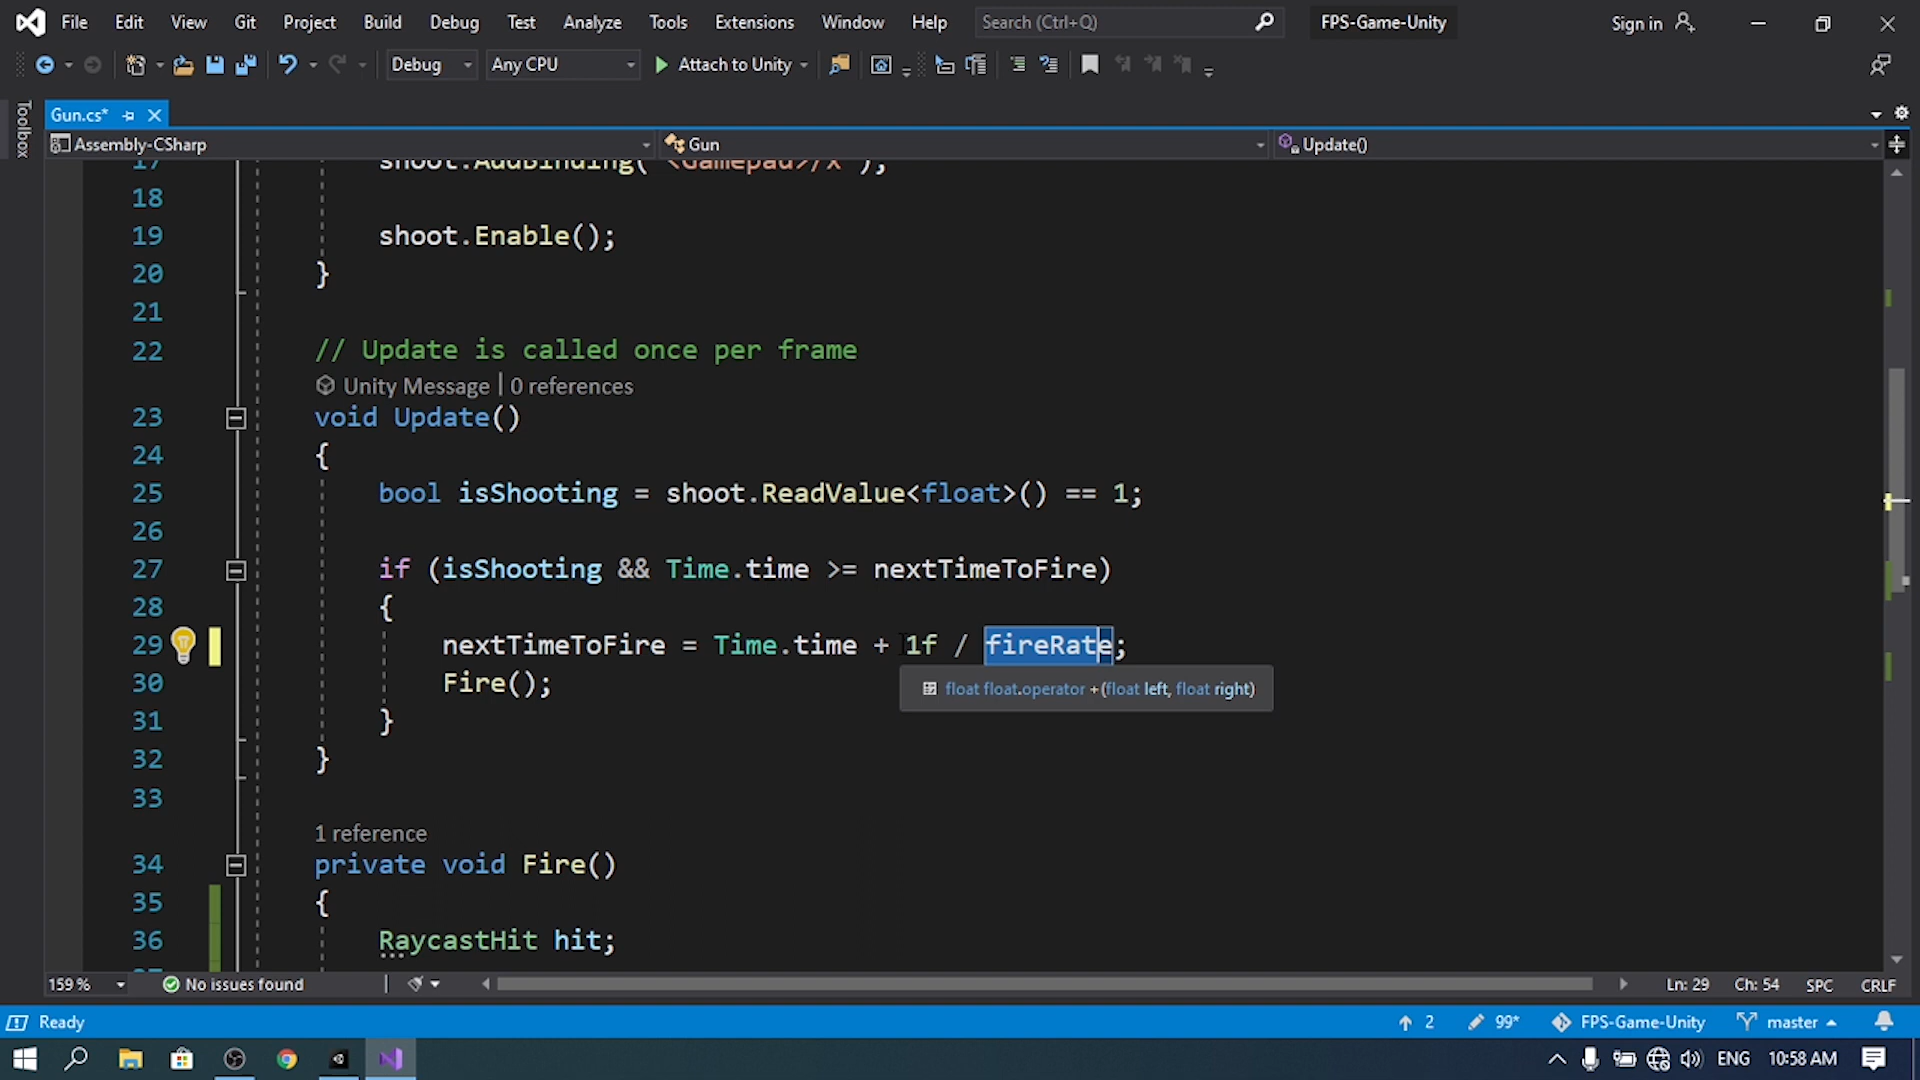 File Edit View Git Project Build Debug Test Analyze Tools Extensions Window Help Search (Ctrl+Q) FPS-Game-Unity Sign in
Debug Any CPU Attach to Unity
Toolbox
Gun.cs*
Assembly-CSharp Gun Update()
17 shoot.AddBinding("<Gamepad>/x");
18
19 shoot.Enable();
20 }
21
22 // Update is called once per frame
Unity Message | 0 references
23 void Update()
24 {
25 bool isShooting = shoot.ReadValue<float>() == 1;
26
27 if (isShooting && Time.time >= nextTimeToFire)
28 {
29 nextTimeToFire = Time.time + 1f / fireRate;
float float.operator +(float left, float right)
30 Fire();
31 }
32 }
33
1 reference
34 private void Fire()
35 {
36 RaycastHit hit;
159 % No issues found Ln: 29 Ch: 54 SPC CRLF
Ready 2 99* FPS-Game-Unity master
ENG 10:58 AM